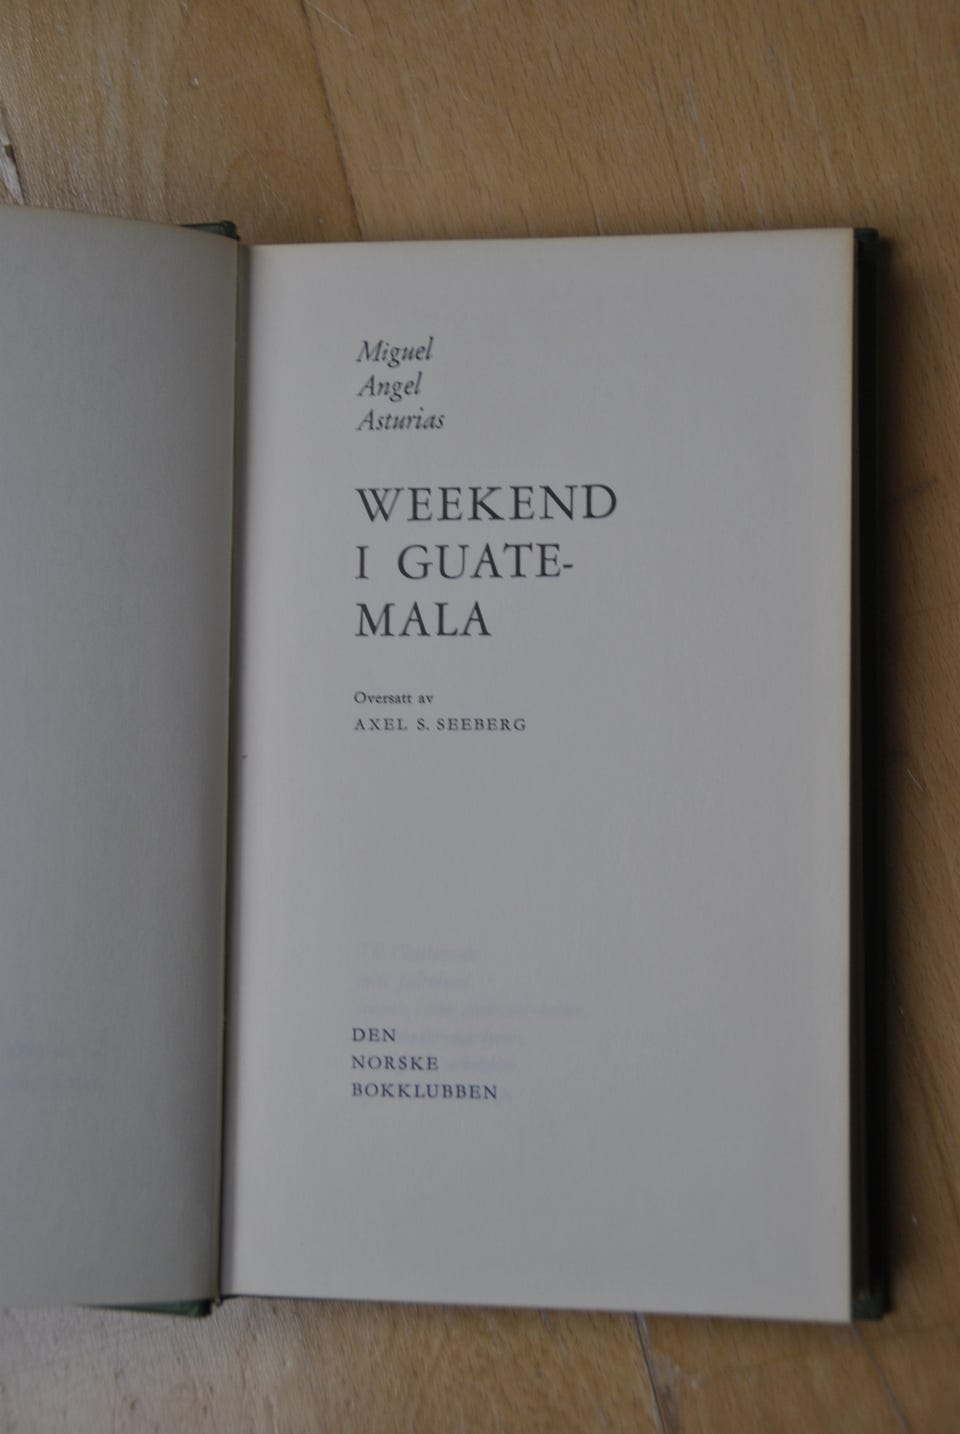 Miguel
Angel
Asturias
WEEKEND
I GUATE-
MALA
Oversatt av
AXEL S. SEEBERG
DEN
NORSKE
BOKKLUBBEN